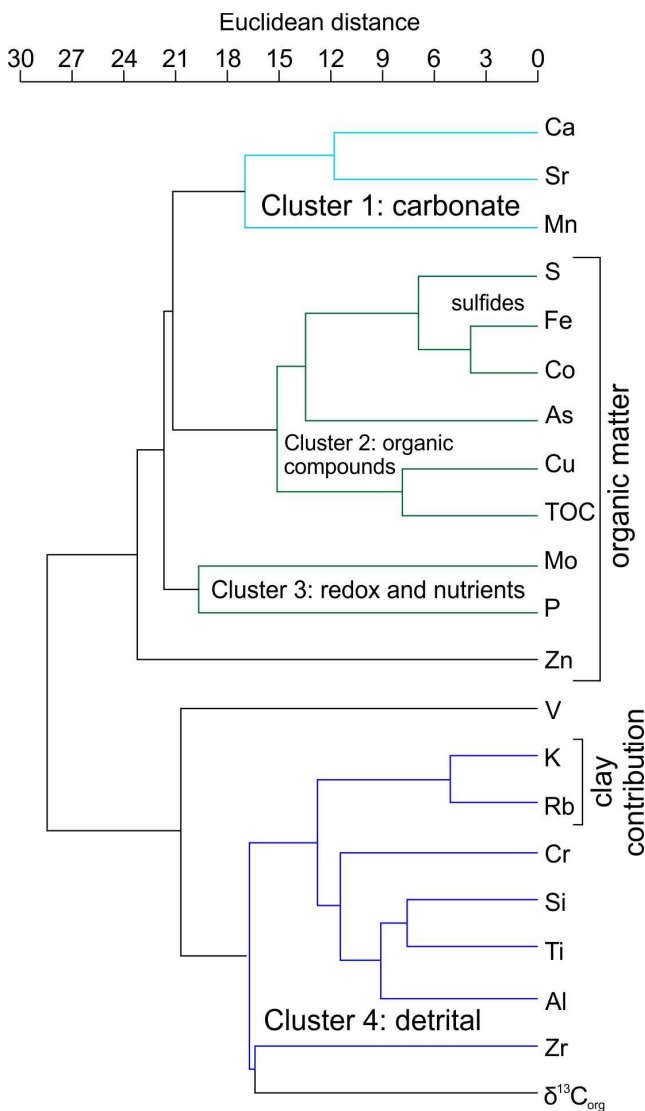 Euclidean distance
30 27 24 21 18 15 12 9 6 3 0
Ca
Sr
Cluster 1: carbonate
Mn
S
sulfides
Fe
Co
As
Cluster 2: organic
compounds
Cu
TOC
organic matter
Mo
Cluster 3: redox and nutrients
P
Zn
V
K
Rb
clay
contribution
Cr
Si
Ti
Al
Cluster 4: detrital
Zr
δ¹³C_org